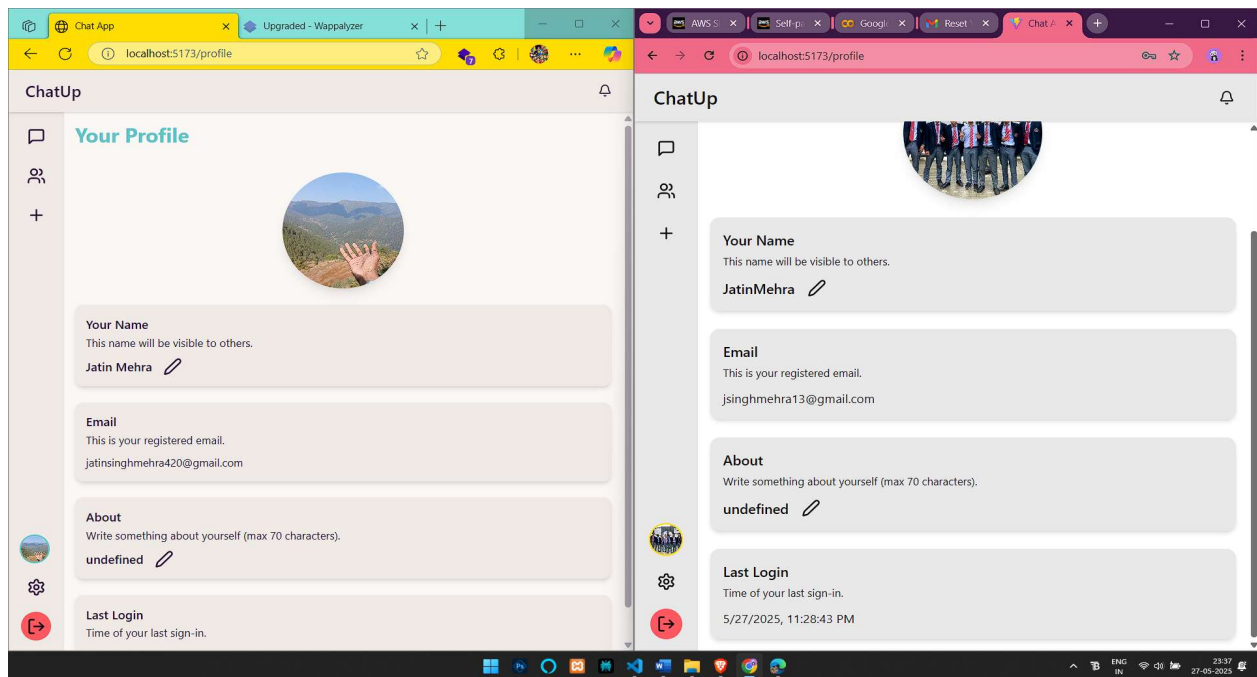 Chat App
Upgraded - Wappalyzer
localhost:5173/profile
7
ChatUp
Your Profile
Your Name
This name will be visible to others.
Jatin Mehra
Email
This is your registered email.
jatinsinghmehra420@gmail.com
About
Write something about yourself (max 70 characters).
undefined
Last Login
Time of your last sign-in.
AWS S
Self-pa
Google
Reset
Chat A
localhost:5173/profile
ChatUp
Your Name
This name will be visible to others.
JatinMehra
Email
This is your registered email.
jsinghmehra13@gmail.com
About
Write something about yourself (max 70 characters).
undefined
Last Login
Time of your last sign-in.
5/27/2025, 11:28:43 PM
ENG
IN
23:37
27-05-2025